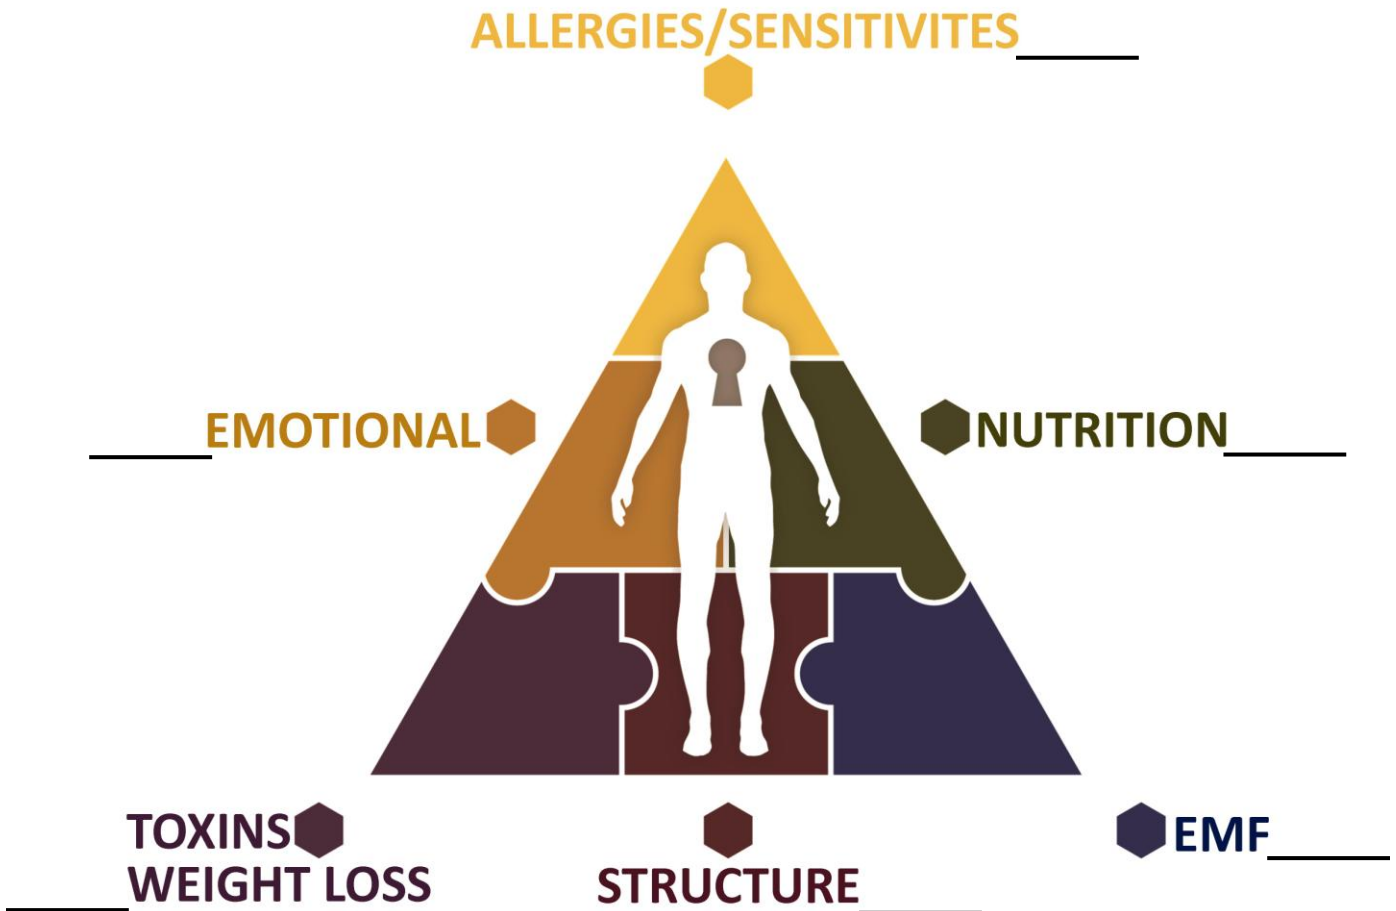 ALLERGIES/SENSITIVITES
EMOTIONAL
NUTRITION
TOXINS
WEIGHT LOSS
STRUCTURE
EMF